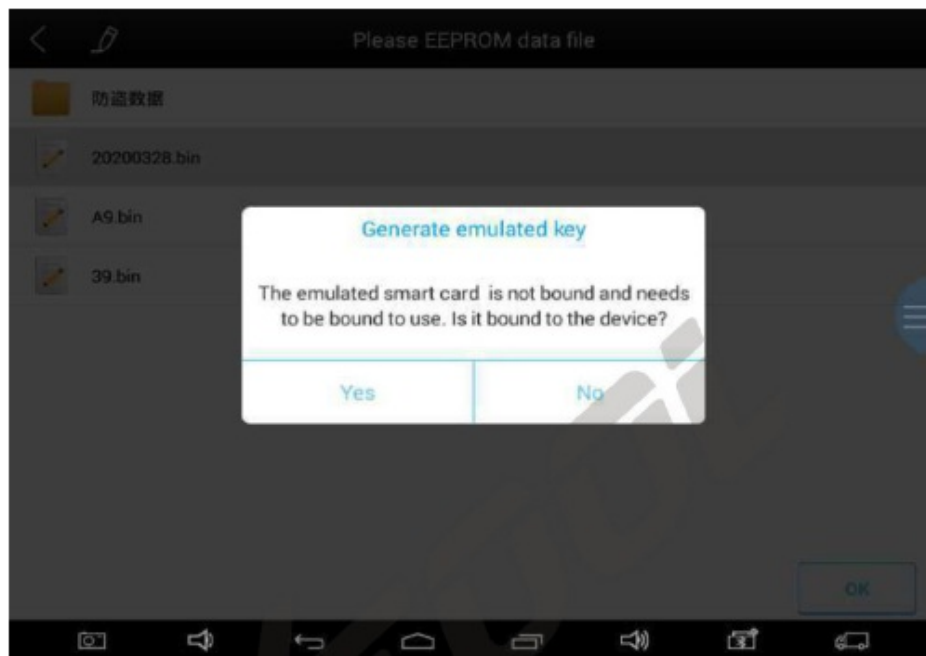 Please EEPROM data file
防盗数据
20200328.bin
A9.bin
39.bin
Generate emulated key
The emulated smart card is not bound and needs
to be bound to use. Is it bound to the device?
Yes
No
OK